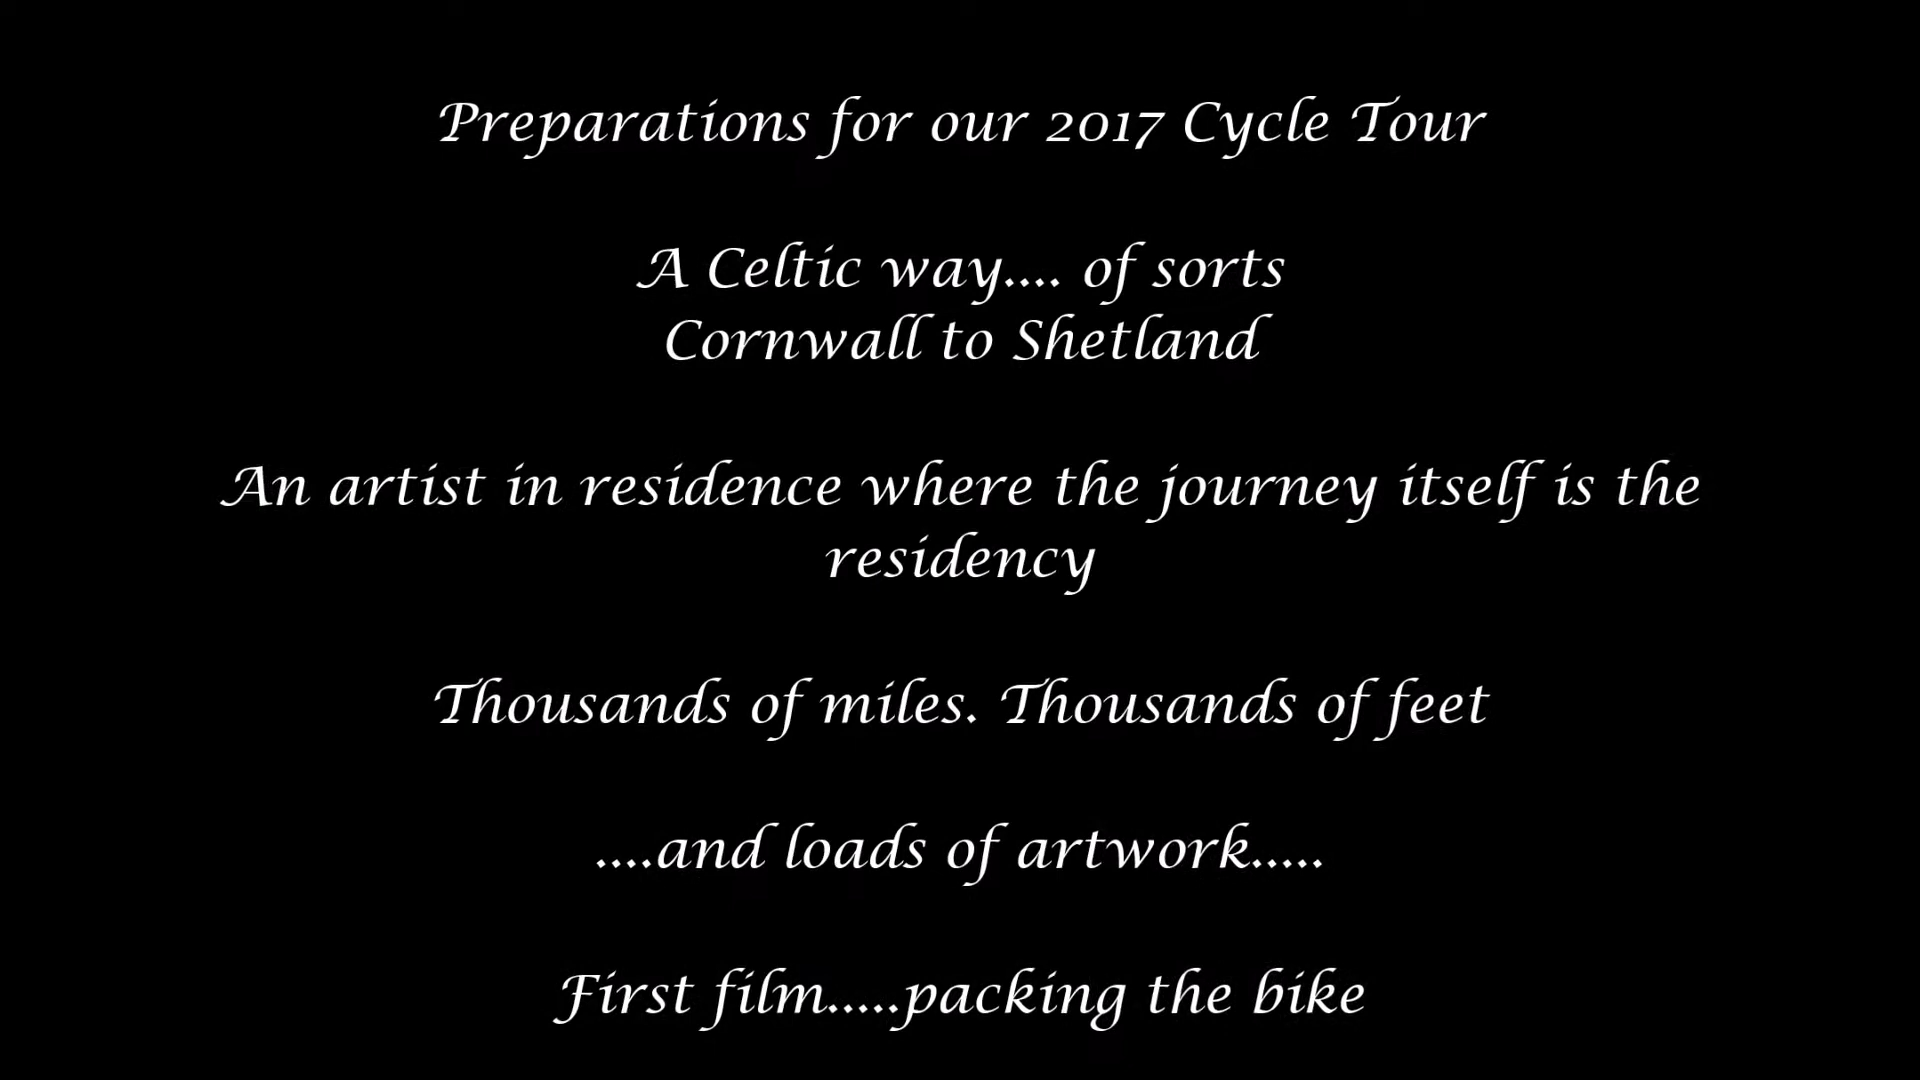 Preparations for our 2017 Cycle Tour
A Celtic way.... of sorts
Cornwall to Shetland
An artist in residence where the journey itself is the
residency
Thousands of miles. Thousands of feet
....and loads of artwork.....
First film.....packing the bike